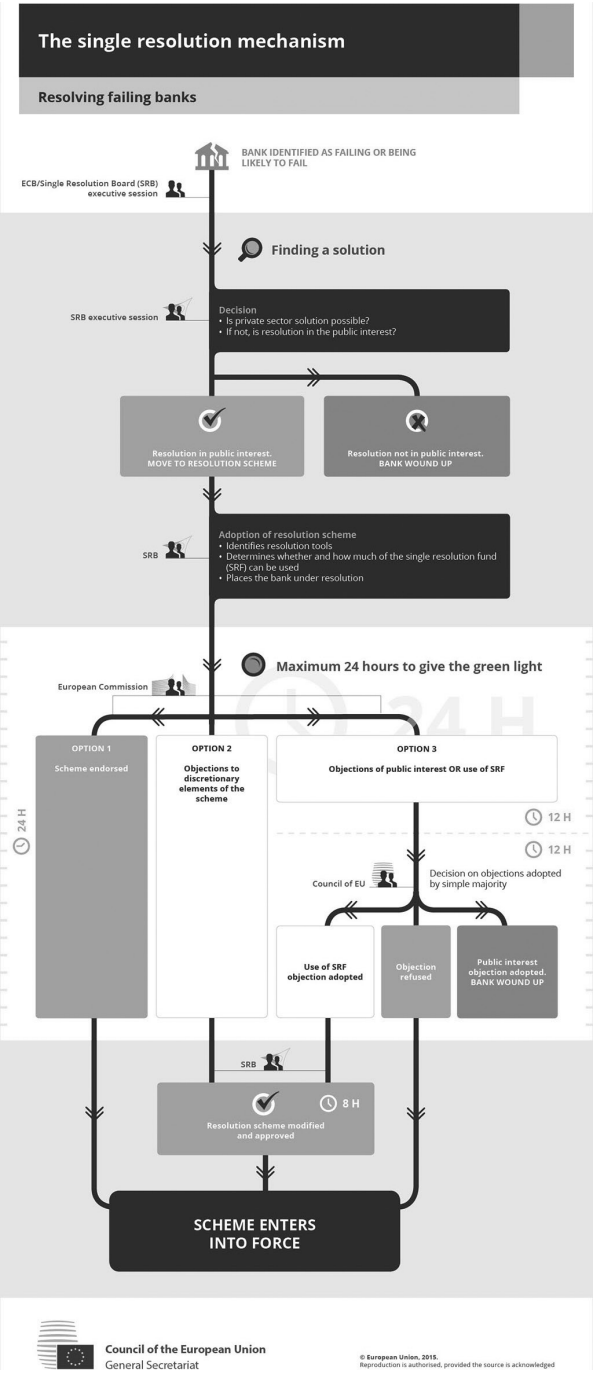 The single resolution mechanism
Resolving failing banks
BANK IDENTIFIED AS FAILING OR BEING
LIKELY TO FAIL
ECB/Single Resolution Board (SRB)
executive session
Finding a solution
SRB executive session
Decision
• Is private sector solution possible?
• If not, is resolution in the public interest?
Resolution in public interest.
MOVE TO RESOLUTION SCHEME
Resolution not in public interest.
BANK WOUND UP
SRB
Adoption of resolution scheme
• Identifies resolution tools
• Determines whether and how much of the single resolution fund
(SRF) can be used
• Places the bank under resolution
Maximum 24 hours to give the green light
European Commission
24 H
OPTION 1
Scheme endorsed
OPTION 2
Objections to
discretionary
elements of the
scheme
OPTION 3
Objections of public interest OR use of SRF
24 H
12 H
12 H
Council of EU
Decision on objections adopted
by simple majority
Use of SRF
objection adopted
Objection
refused
Public interest
objection adopted.
BANK WOUND UP
SRB
8 H
Resolution scheme modified
and approved
SCHEME ENTERS
INTO FORCE
Council of the European Union
General Secretariat
© European Union, 2015.
Reproduction is authorised, provided the source is acknowledged